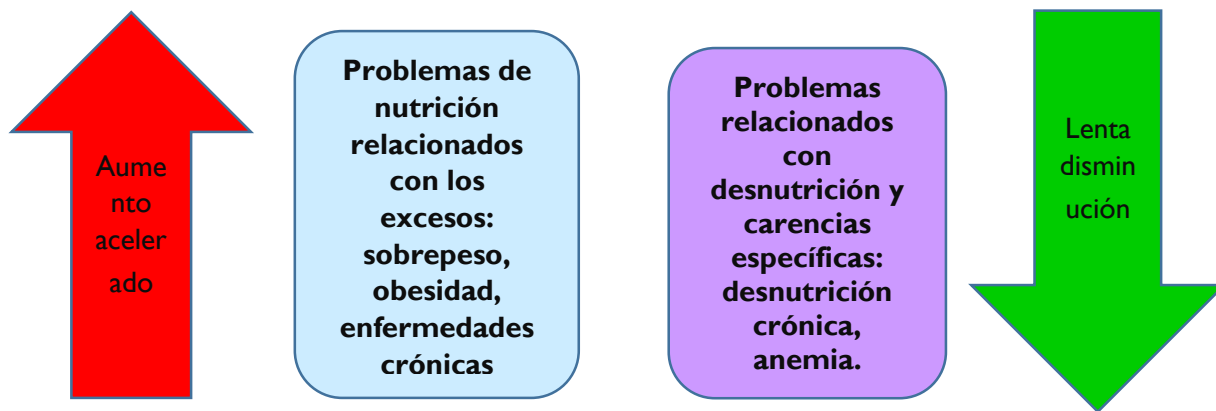 Aume
nto
aceler
ado
Problemas de
nutrición
relacionados
con los
excesos:
sobrepeso,
obesidad,
enfermedades
crónicas
Problemas
relacionados
con
desnutrición y
carencias
específicas:
desnutrición
crónica,
anemia.
Lenta
dismin
ución